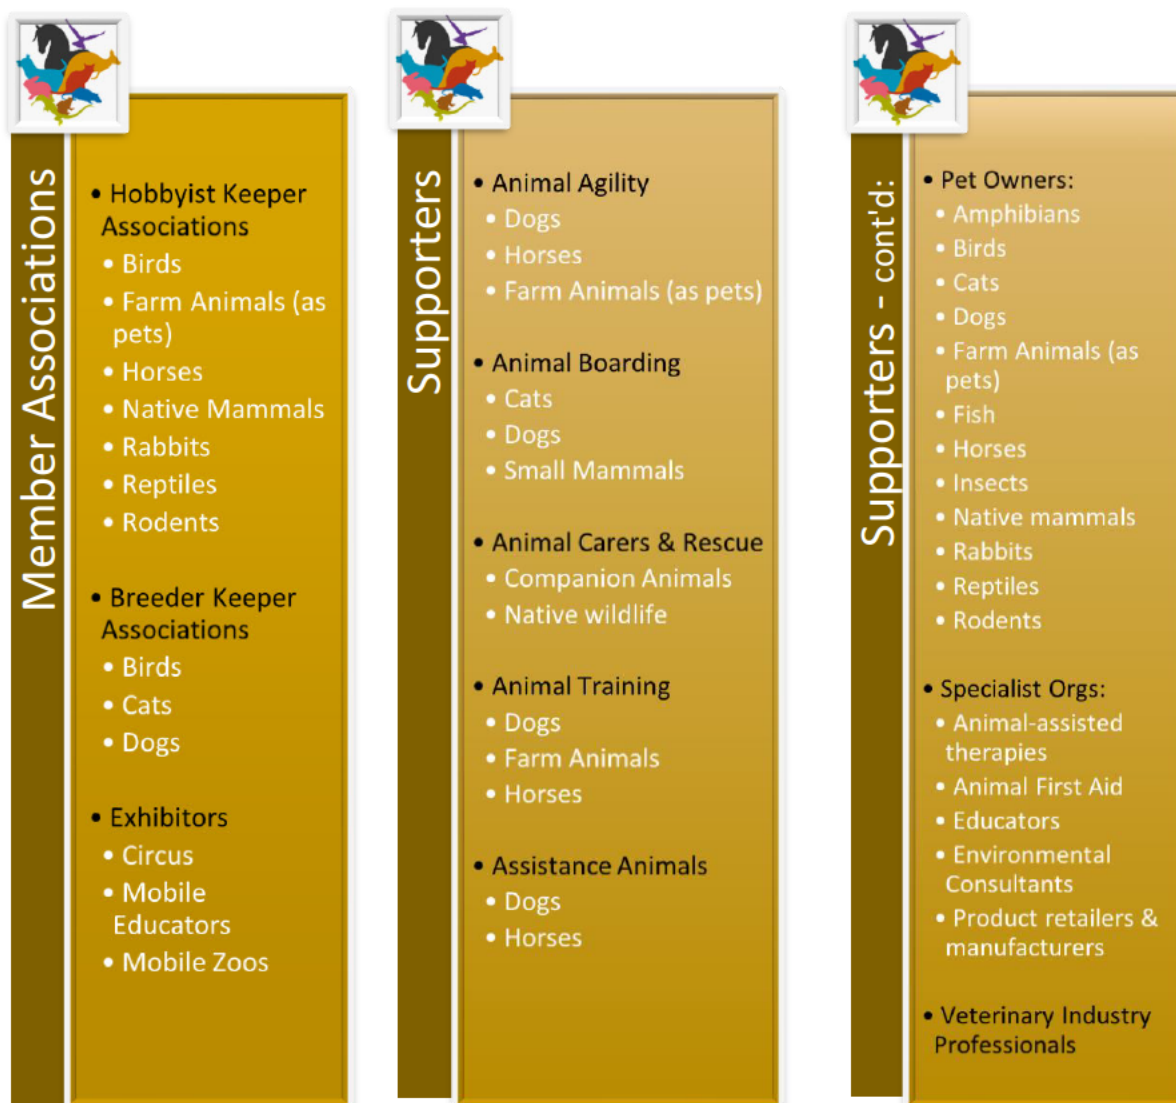 Member Associations
• Hobbyist Keeper
Associations
• Birds
• Farm Animals (as
pets)
• Horses
• Native Mammals
• Rabbits
• Reptiles
• Rodents
• Breeder Keeper
Associations
• Birds
• Cats
• Dogs
• Exhibitors
• Circus
• Mobile
Educators
• Mobile Zoos
Supporters
• Animal Agility
• Dogs
• Horses
• Farm Animals (as pets)
• Animal Boarding
• Cats
• Dogs
• Small Mammals
• Animal Carers & Rescue
• Companion Animals
• Native wildlife
• Animal Training
• Dogs
• Farm Animals
• Horses
• Assistance Animals
• Dogs
• Horses
Supporters - cont'd:
• Pet Owners:
• Amphibians
• Birds
• Cats
• Dogs
• Farm Animals (as
pets)
• Fish
• Horses
• Insects
• Native mammals
• Rabbits
• Reptiles
• Rodents
• Specialist Orgs:
• Animal-assisted
therapies
• Animal First Aid
• Educators
• Environmental
Consultants
• Product retailers &
manufacturers
• Veterinary Industry
Professionals